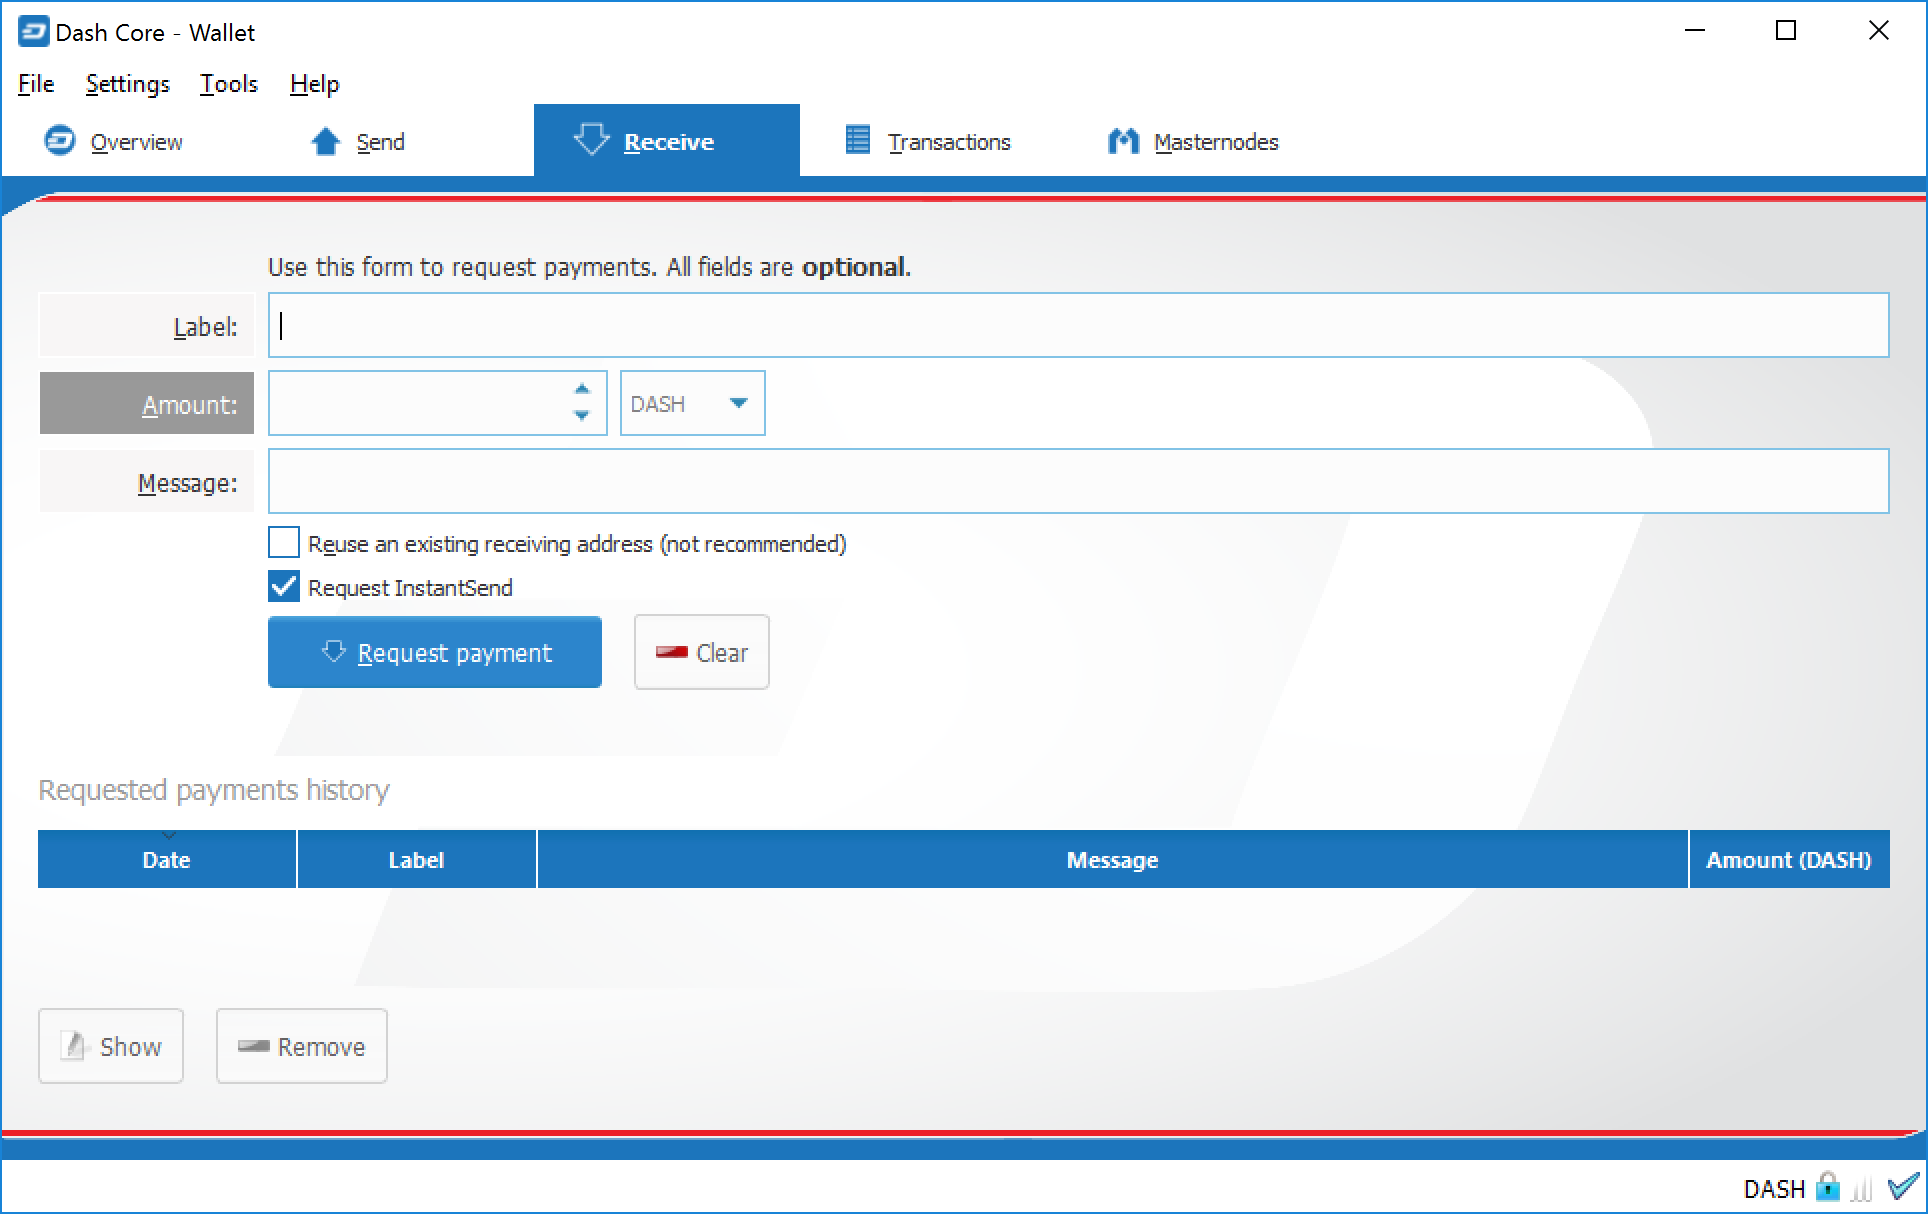 Dash Core - Wallet
File Settings Tools Help
Overview Send Receive Transactions Masternodes
Use this form to request payments. All fields are optional.
Label:
Amount: DASH
Message:
Reuse an existing receiving address (not recommended)
Request InstantSend
Request payment Clear
Requested payments history
Date Label Message Amount (DASH)
Show Remove
DASH